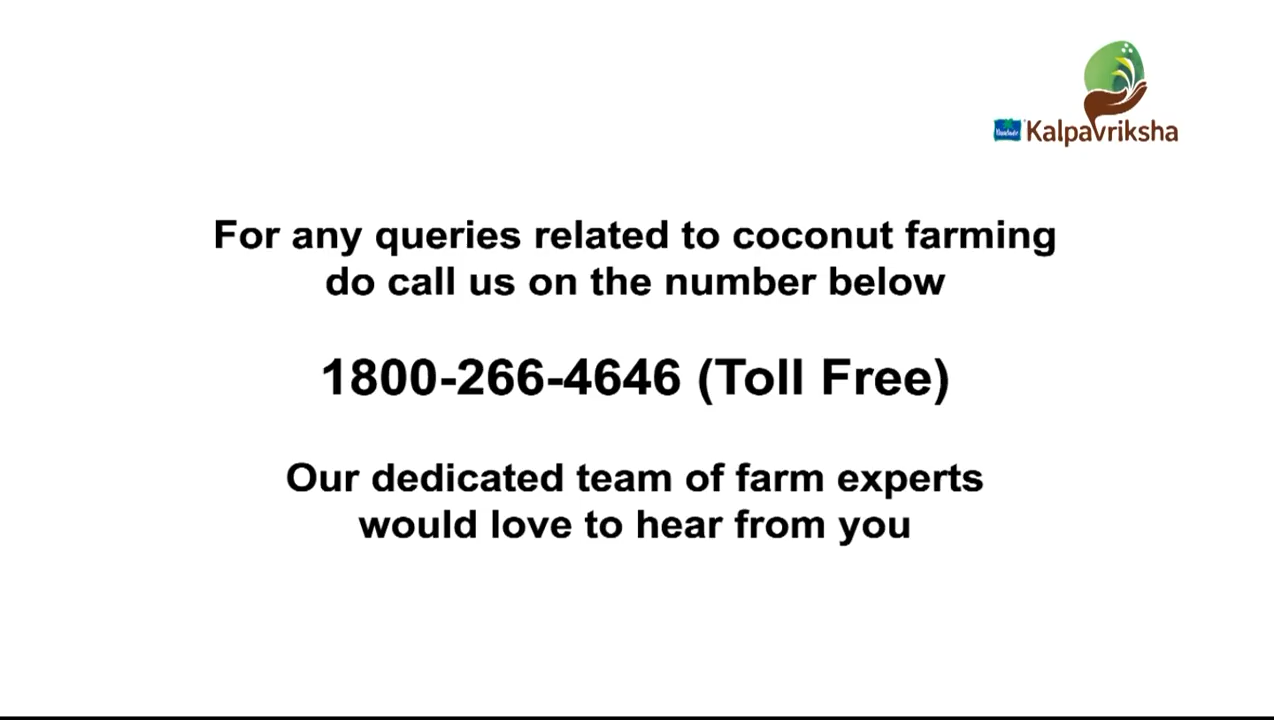 Kalpavriksha
For any queries related to coconut farming
do call us on the number below
1800-266-4646 (Toll Free)
Our dedicated team of farm experts
would love to hear from you